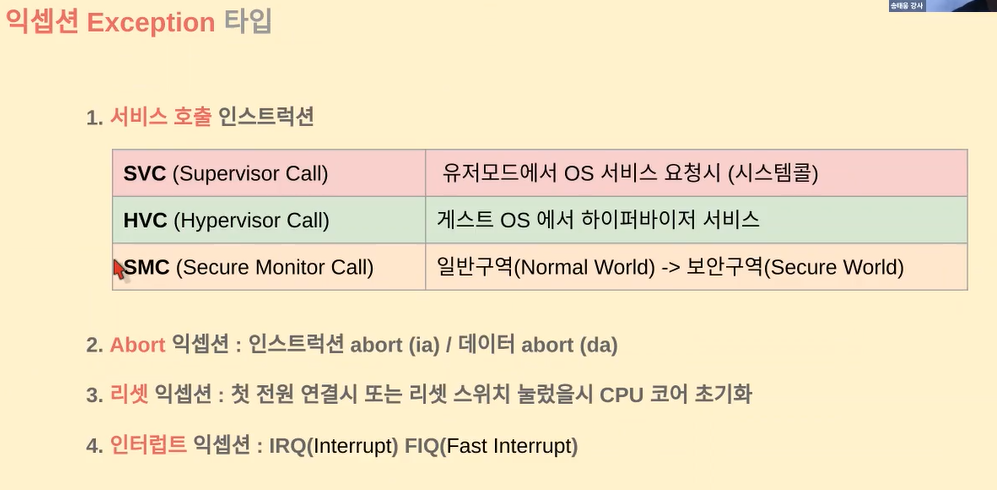 송태웅 강사
익셉션 Exception 타입
1. 서비스 호출 인스트럭션
SVC (Supervisor Call) 유저모드에서 OS 서비스 요청시 (시스템콜)
HVC (Hypervisor Call) 게스트 OS 에서 하이퍼바이저 서비스
SMC (Secure Monitor Call) 일반구역(Normal World) -> 보안구역(Secure World)
2. Abort 익셉션 : 인스트럭션 abort (ia) / 데이터 abort (da)
3. 리셋 익셉션 : 첫 전원 연결시 또는 리셋 스위치 눌렀을시 CPU 코어 초기화
4. 인터럽트 익셉션 : IRQ(Interrupt) FIQ(Fast Interrupt)